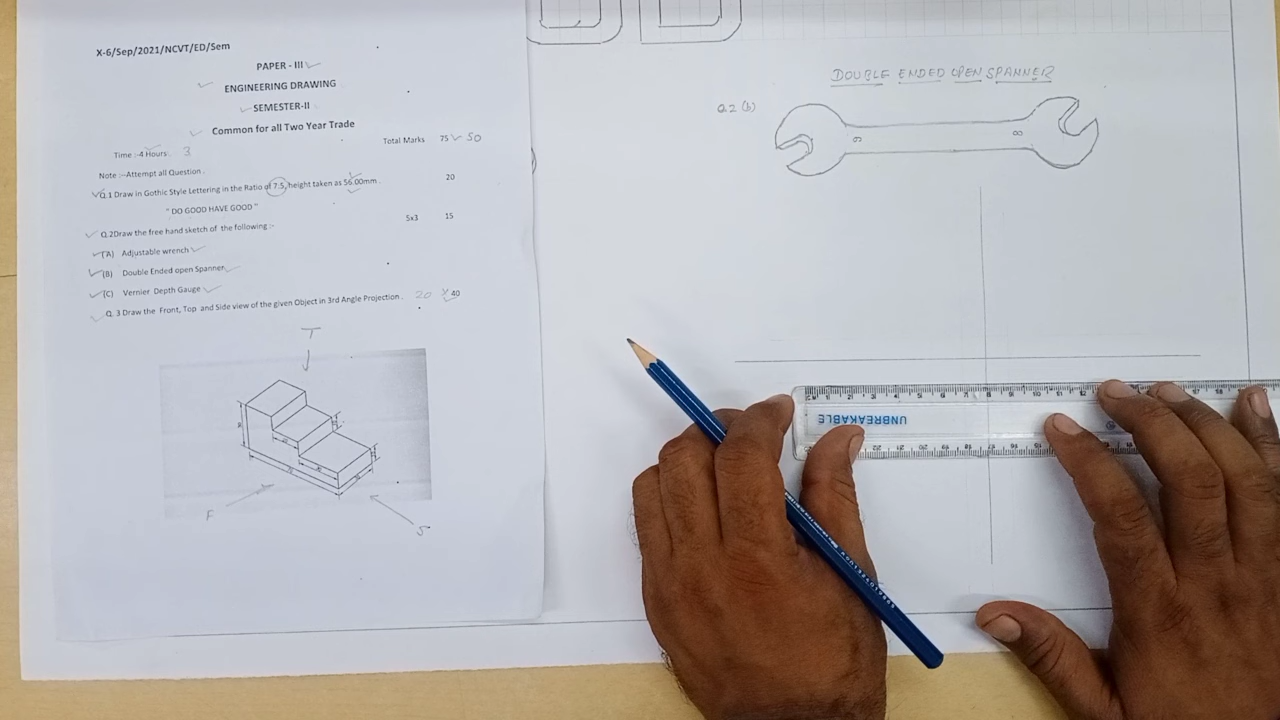 X-6/Sep/2021/NCVT/ED/Sem
PAPER - III
ENGINEERING DRAWING
SEMESTER-II
Common for all Two Year Trade
Total Marks 75 50
Time :-4 Hours . 3
Note :-Attempt all Question .
Q.1 Draw in Gothic Style Lettering in the Ratio of 7.5, height taken as 56.00mm . 20
" DO GOOD HAVE GOOD "
Q.2Draw the free hand sketch of the following :- 5x3 15
(A) Adjustable wrench
(B) Double Ended open Spanner
(C) Vernier Depth Gauge
Q. 3 Draw the Front, Top and Side view of the given Object in 3rd Angle Projection . 20 40
T
F
S
DOUBLE ENDED OPEN SPANNER
Q.2 (b)
9
8
UNBREAKABLE